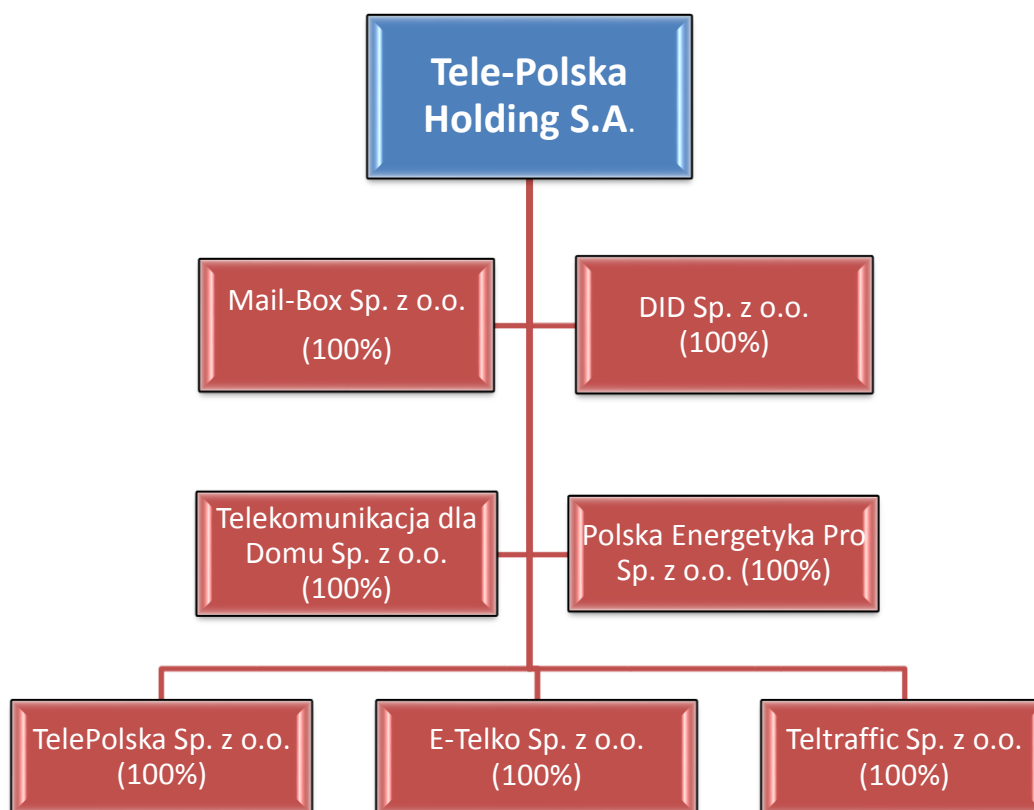 Tele-Polska
Holding S.A.
Mail-Box Sp. z o.o.
(100%)
DID Sp. z o.o.
(100%)
Telekomunikacja dla
Domu Sp. z o.o.
(100%)
Polska Energetyka Pro
Sp. z o.o. (100%)
TelePolska Sp. z o.o.
(100%)
E-Telko Sp. z o.o.
(100%)
Teltraffic Sp. z o.o.
(100%)